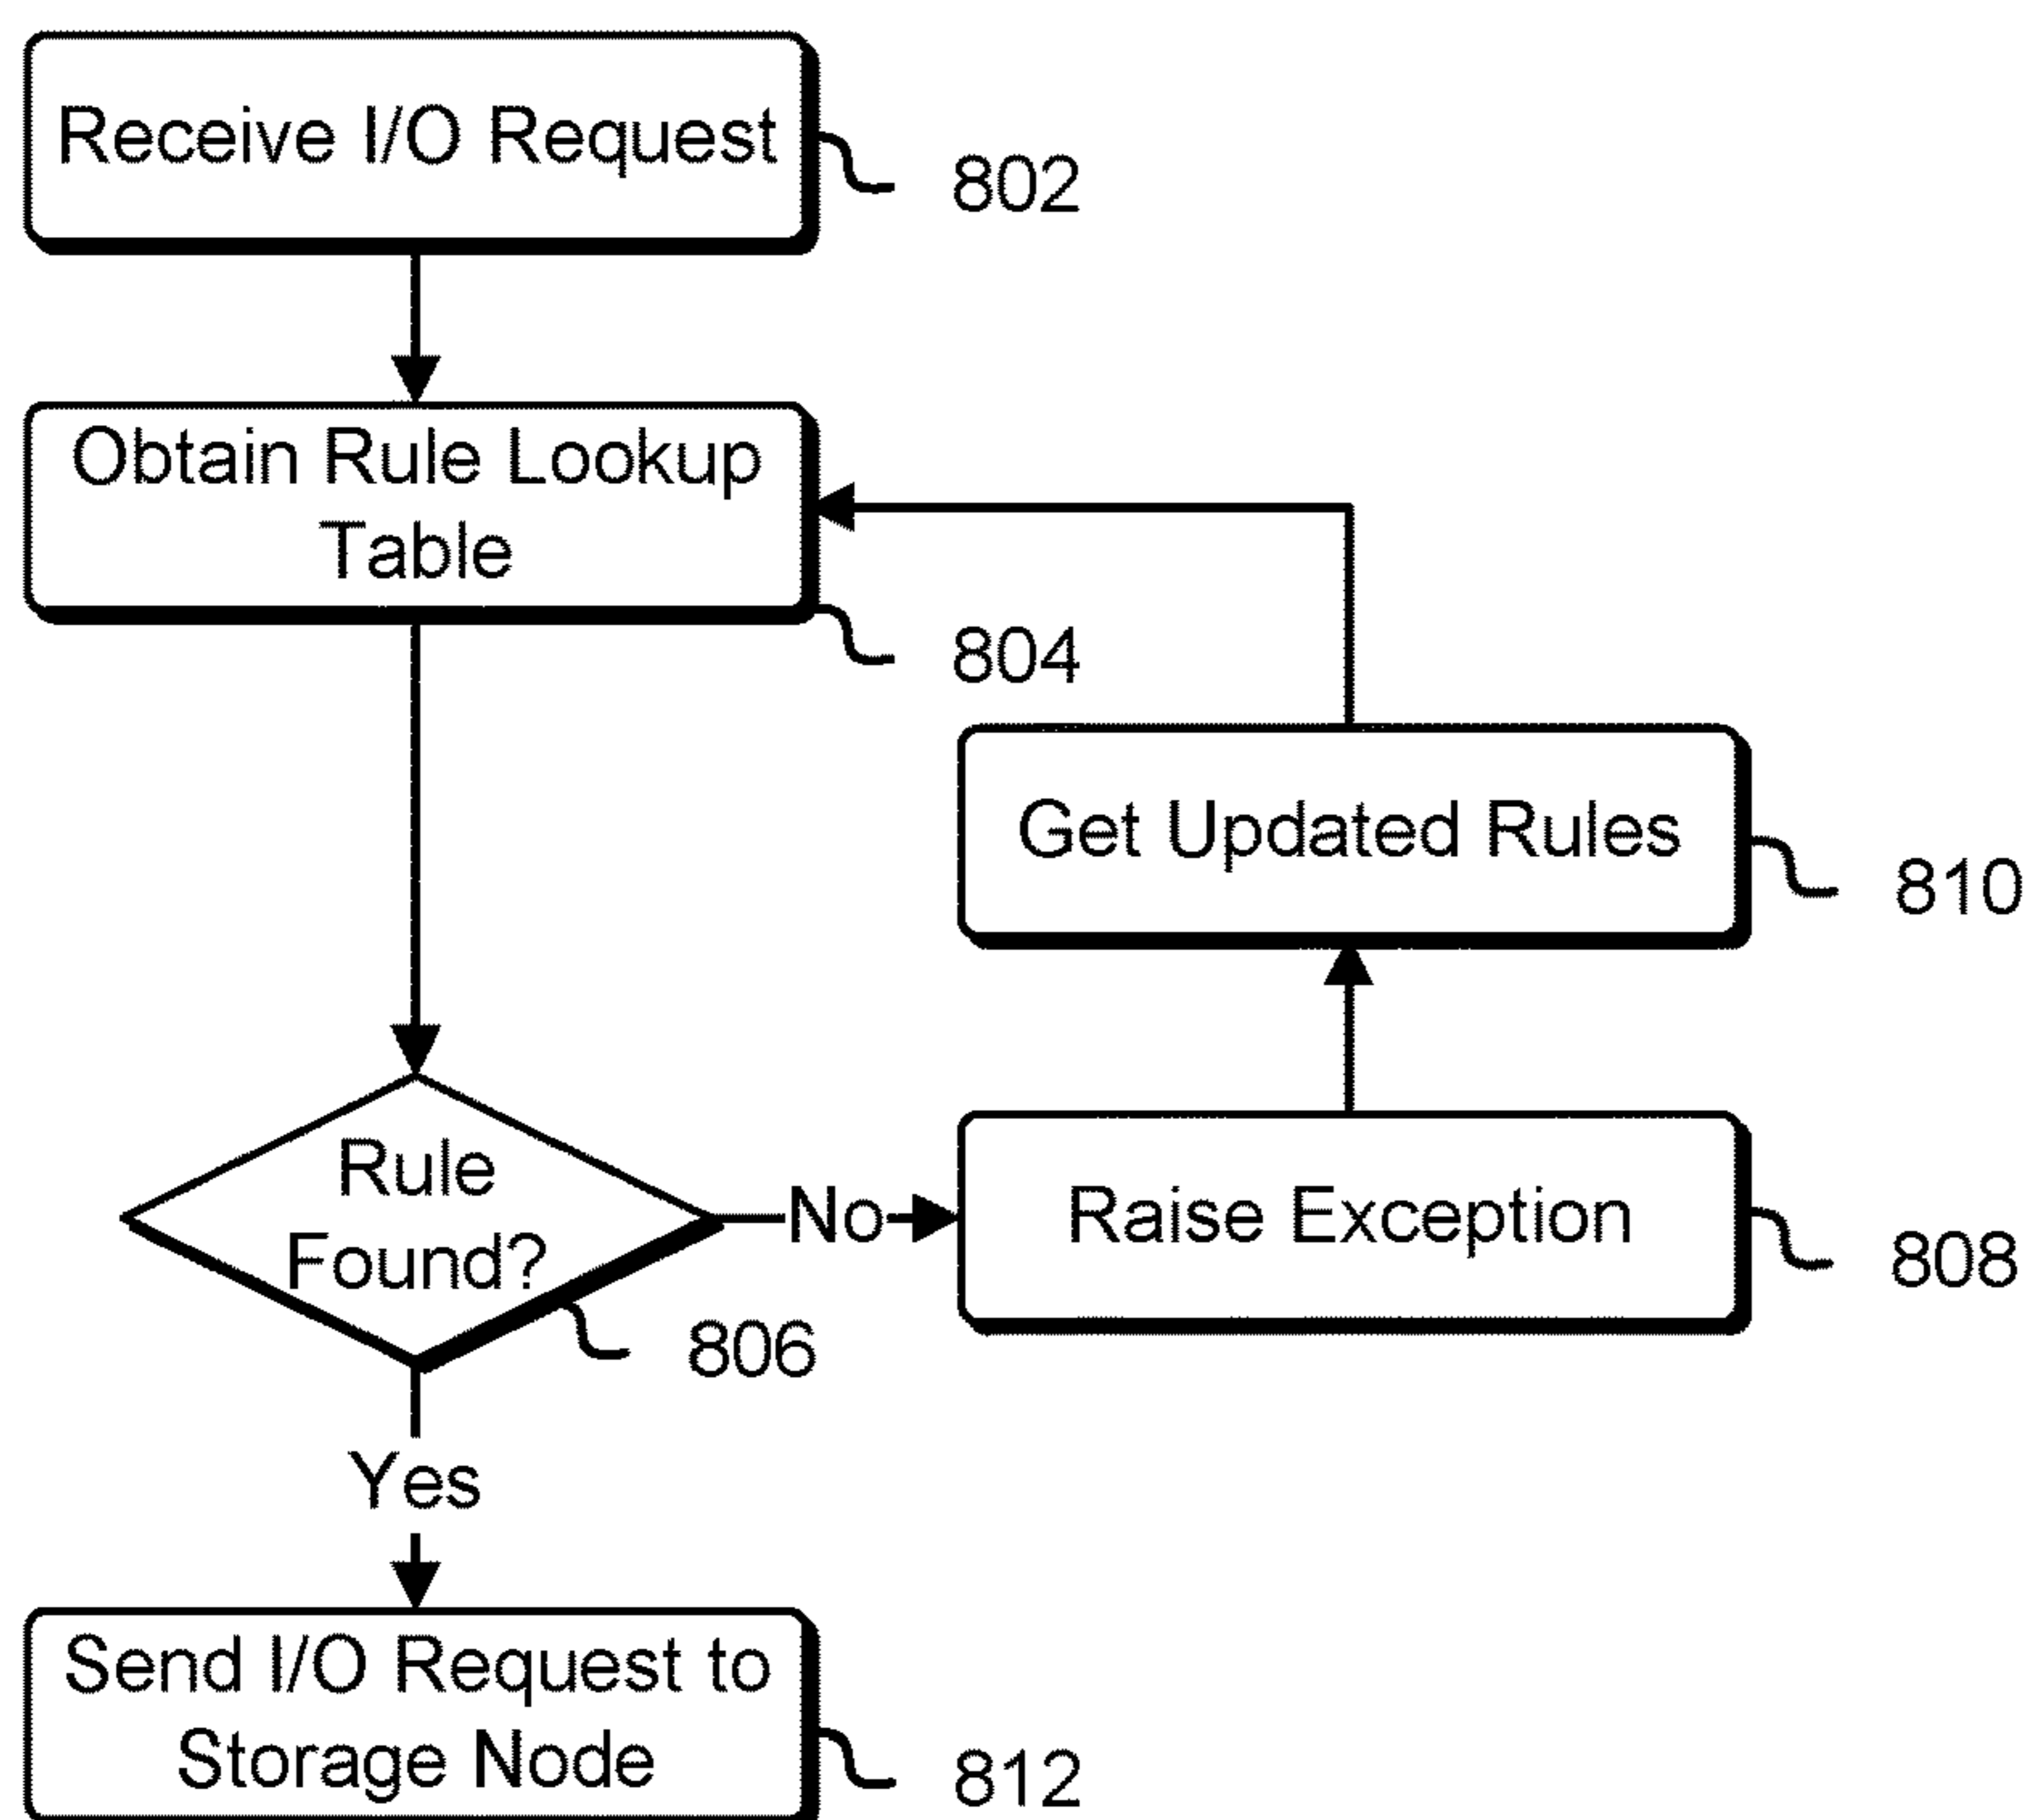 Receive I/O Request
802
Obtain Rule Lookup
Table
804
Get Updated Rules
810
Rule
Found?
806
No
Raise Exception
808
Yes
Send I/O Request to
Storage Node
812